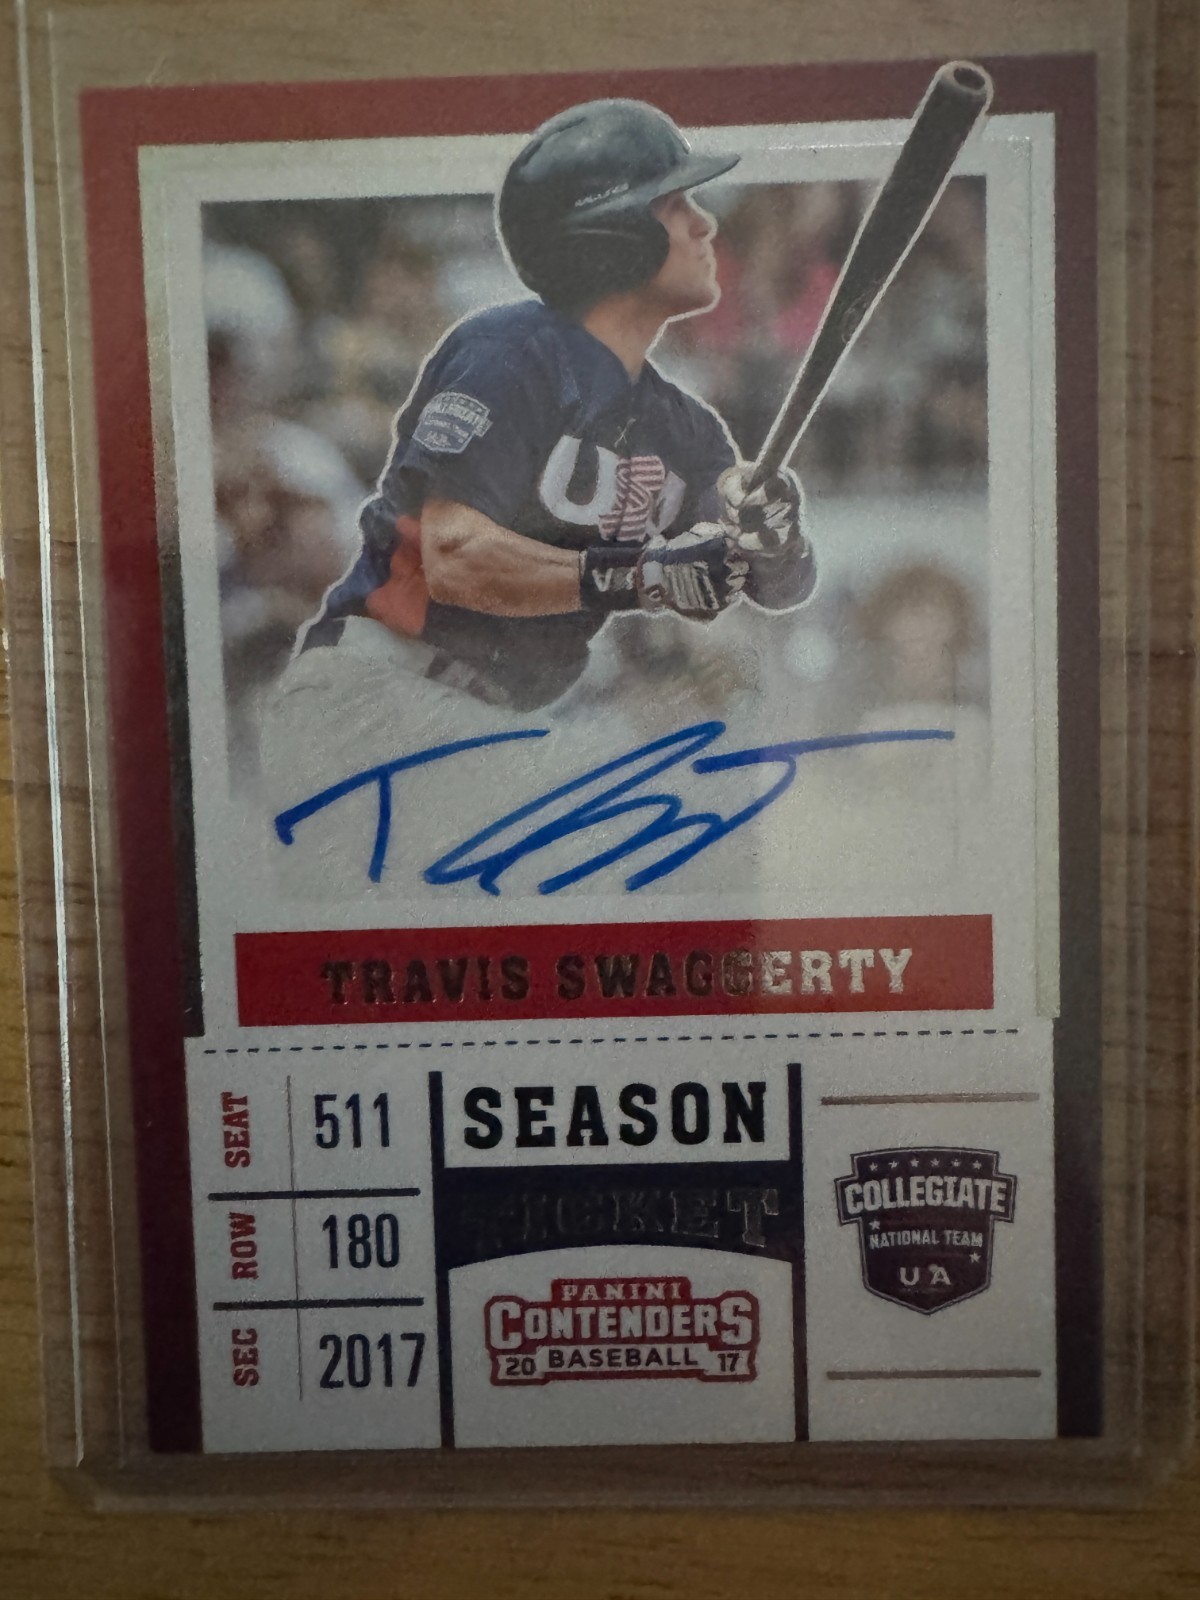 USA
TRAVIS SWAGGERTY
SEAT 511
ROW 180
SEC 2017
SEASON
TICKET
PANINI
CONTENDERS
20 BASEBALL 17
COLLEGIATE
NATIONAL TEAM
USA